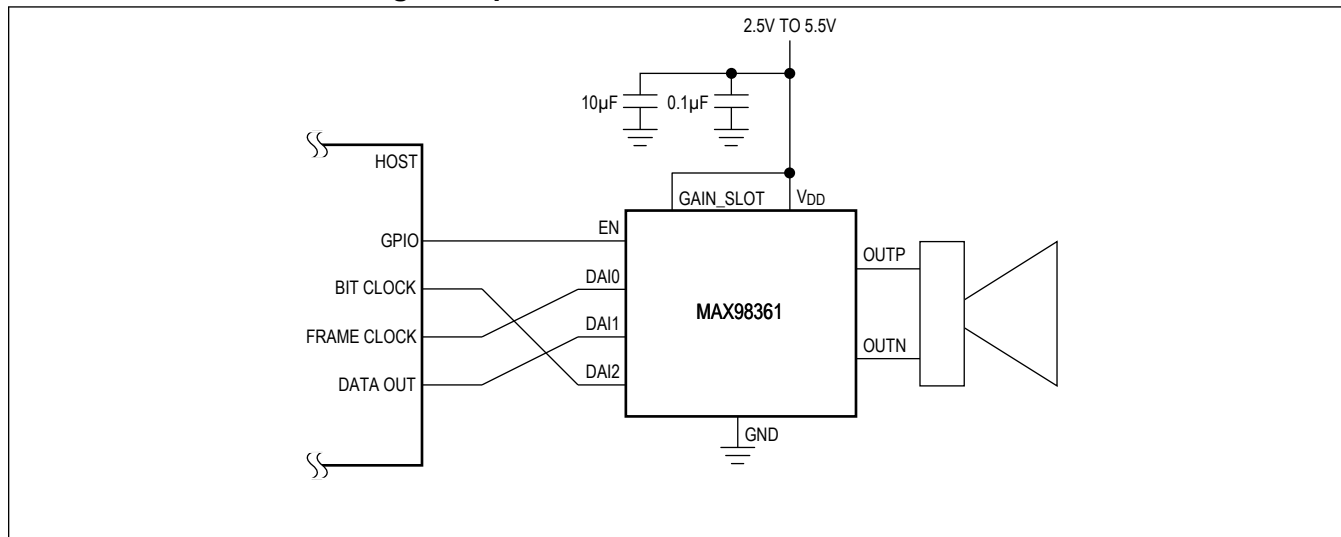 2.5V TO 5.5V
10µF
0.1µF
HOST
GAIN_SLOT
VDD
GPIO
EN
BIT CLOCK
DAI0
FRAME CLOCK
DAI1
DATA OUT
DAI2
MAX98361
OUTP
OUTN
GND